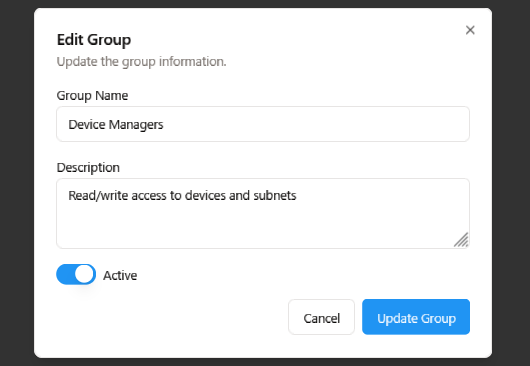 Edit Group
Update the group information.
Group Name
Device Managers
Description
Read/write access to devices and subnets
Active
Cancel
Update Group